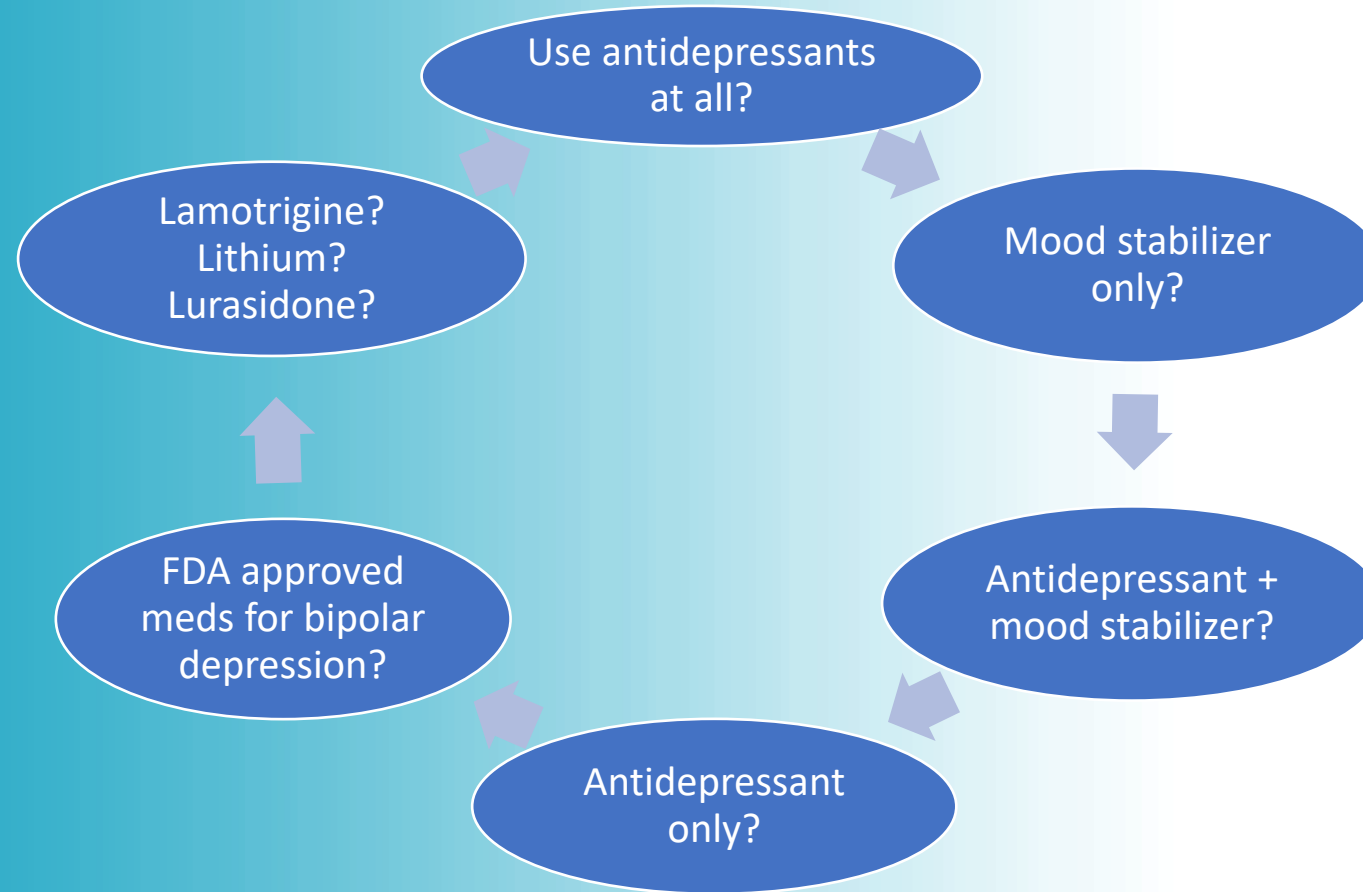 Use antidepressants
at all?
Mood stabilizer
only?
Antidepressant +
mood stabilizer?
Antidepressant
only?
FDA approved
meds for bipolar
depression?
Lamotrigine?
Lithium?
Lurasidone?